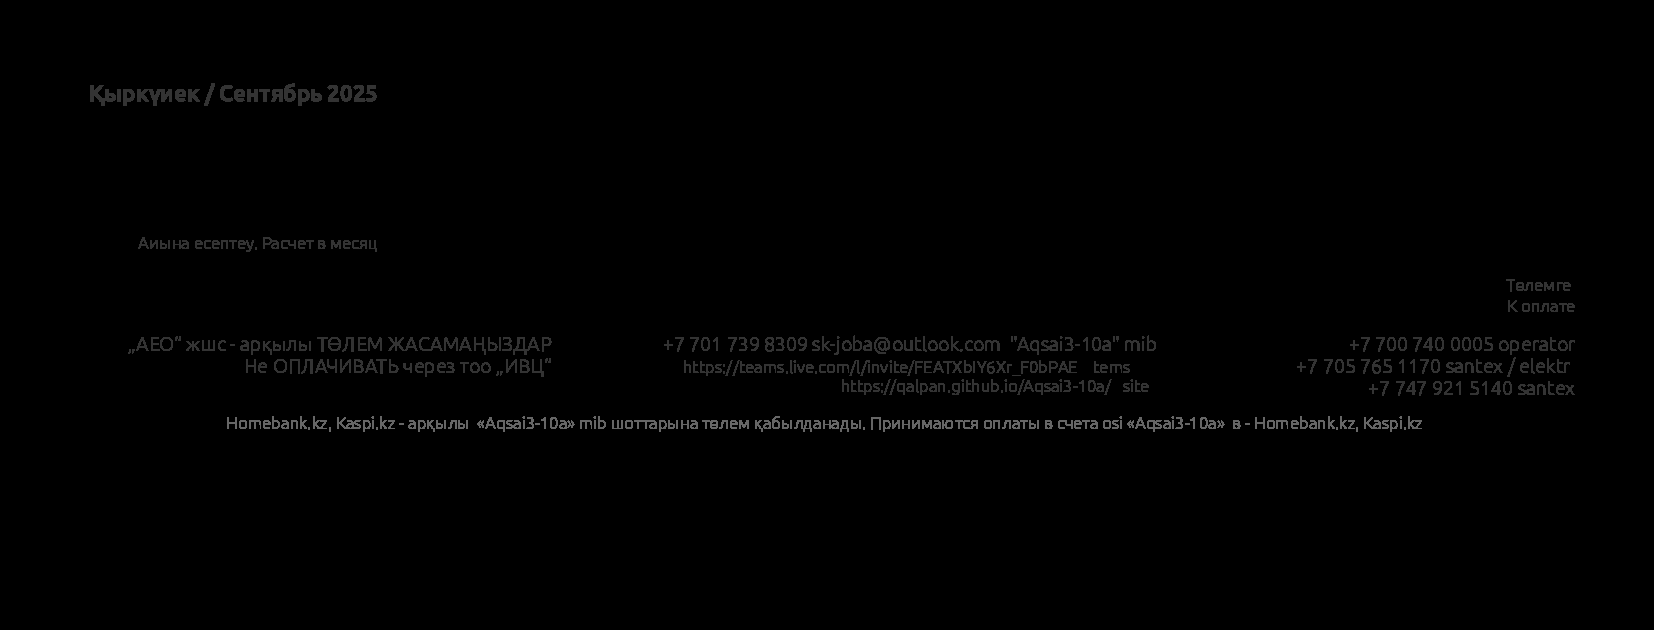 Қыркүиек / Сентябрь 2025
Аиына есептеу. Расчет в месяц
Төлемге
К оплате
„АЕО“ жшс - арқылы ТӨЛЕМ ЖАСАМАҢЫЗДАР
Не ОПЛАЧИВАТЬ через тоо „ИВЦ“
+7 701 739 8309 sk-joba@outlook.com "Aqsai3-10a" mib
https://teams.live.com/l/invite/FEATXbIY6Xr_F0bPAE tems
https://qalpan.github.io/Aqsai3-10a/ site
+7 700 740 0005 operator
+7 705 765 1170 santex / elektr
+7 747 921 5140 santex
Homebank.kz, Kaspi.kz - арқылы «Aqsai3-10a» mib шоттарына төлем қабылданады. Принимаются оплаты в счета osi «Aqsai3-10a» в - Homebank.kz, Kaspi.kz